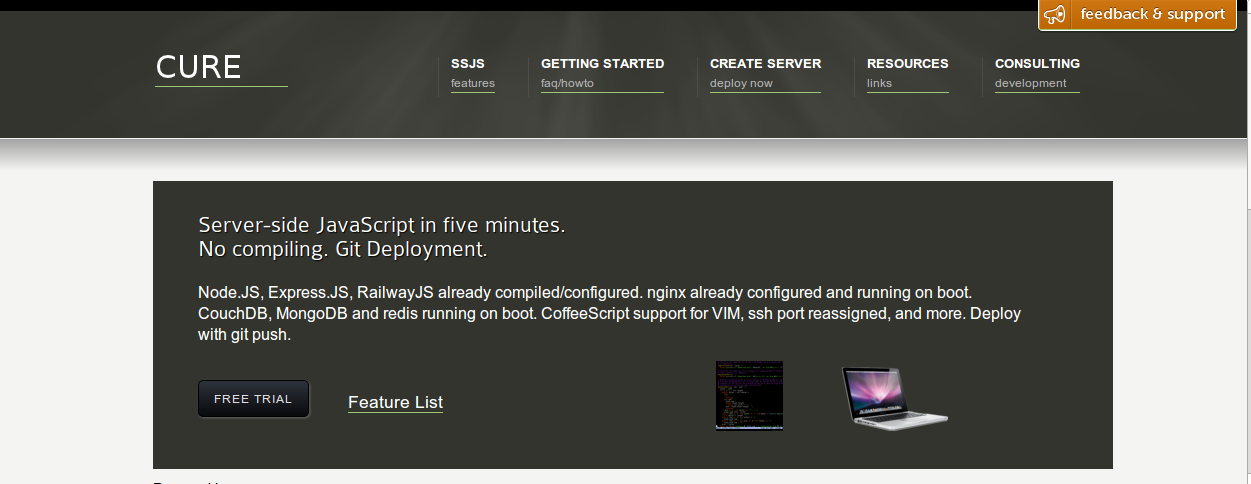 feedback & support
CURE
SSJS
features
GETTING STARTED
faq/howto
CREATE SERVER
deploy now
RESOURCES
links
CONSULTING
development
Server-side JavaScript in five minutes.
No compiling. Git Deployment.
Node.JS, Express.JS, RailwayJS already compiled/configured. nginx already configured and running on boot.
CouchDB, MongoDB and redis running on boot. CoffeeScript support for VIM, ssh port reassigned, and more. Deploy
with git push.
FREE TRIAL
Feature List